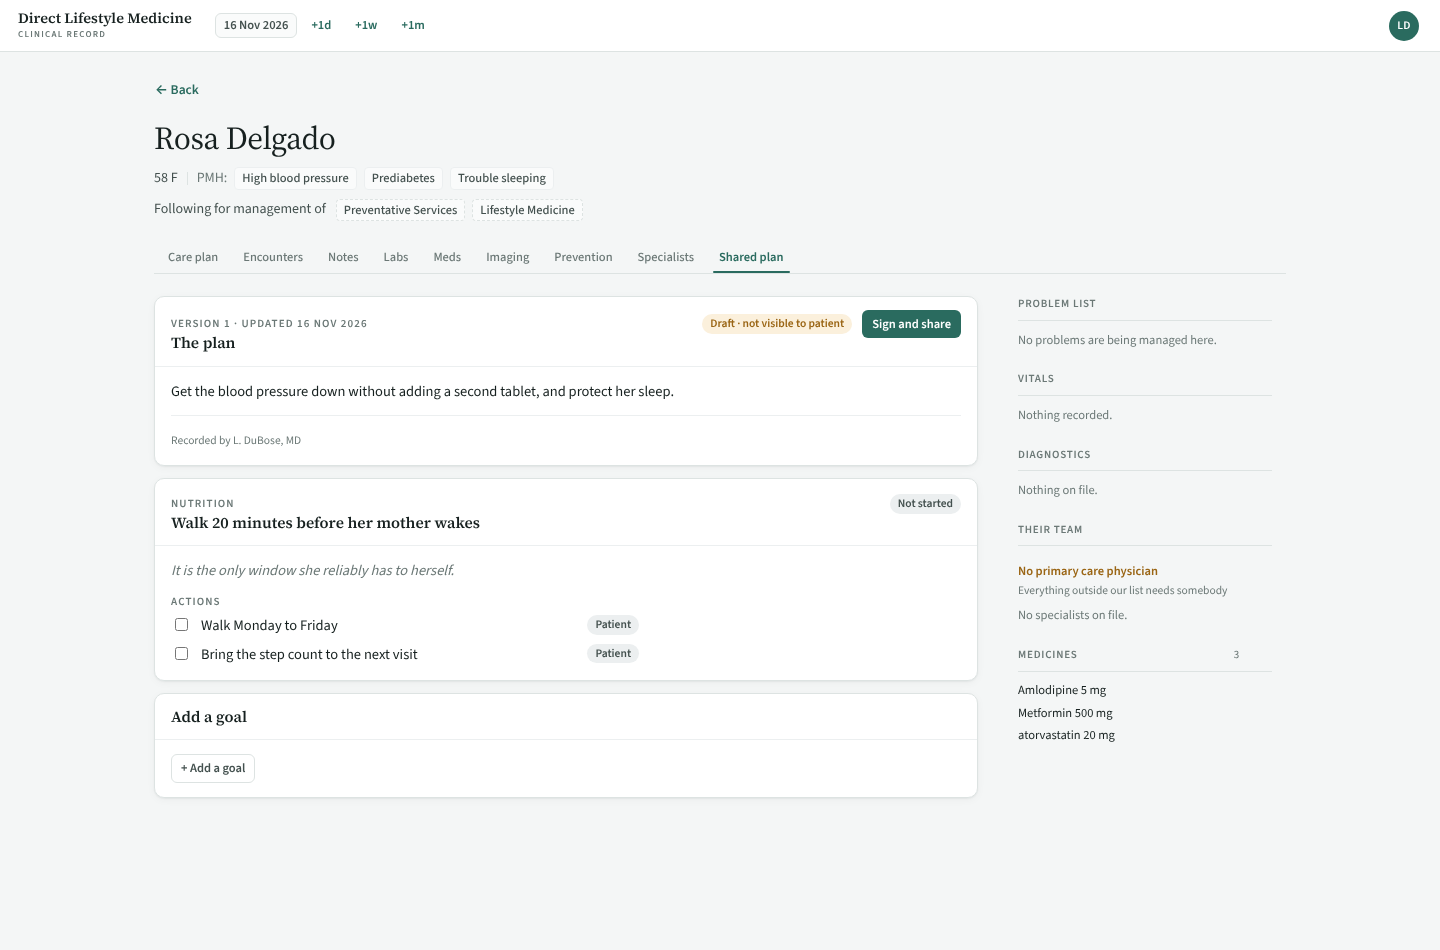 Direct Lifestyle Medicine
CLINICAL RECORD
16 Nov 2026 +1d +1w +1m
LD
← Back
Rosa Delgado
58 F PMH: High blood pressure Prediabetes Trouble sleeping
Following for management of Preventative Services Lifestyle Medicine
Care plan Encounters Notes Labs Meds Imaging Prevention Specialists Shared plan
VERSION 1 · UPDATED 16 NOV 2026
The plan
Draft · not visible to patient
Sign and share
Get the blood pressure down without adding a second tablet, and protect her sleep.
Recorded by L. DuBose, MD
NUTRITION
Walk 20 minutes before her mother wakes
Not started
It is the only window she reliably has to herself.
ACTIONS
Walk Monday to Friday Patient
Bring the step count to the next visit Patient
Add a goal
+ Add a goal
PROBLEM LIST
No problems are being managed here.
VITALS
Nothing recorded.
DIAGNOSTICS
Nothing on file.
THEIR TEAM
No primary care physician
Everything outside our list needs somebody
No specialists on file.
MEDICINES 3
Amlodipine 5 mg
Metformin 500 mg
atorvastatin 20 mg